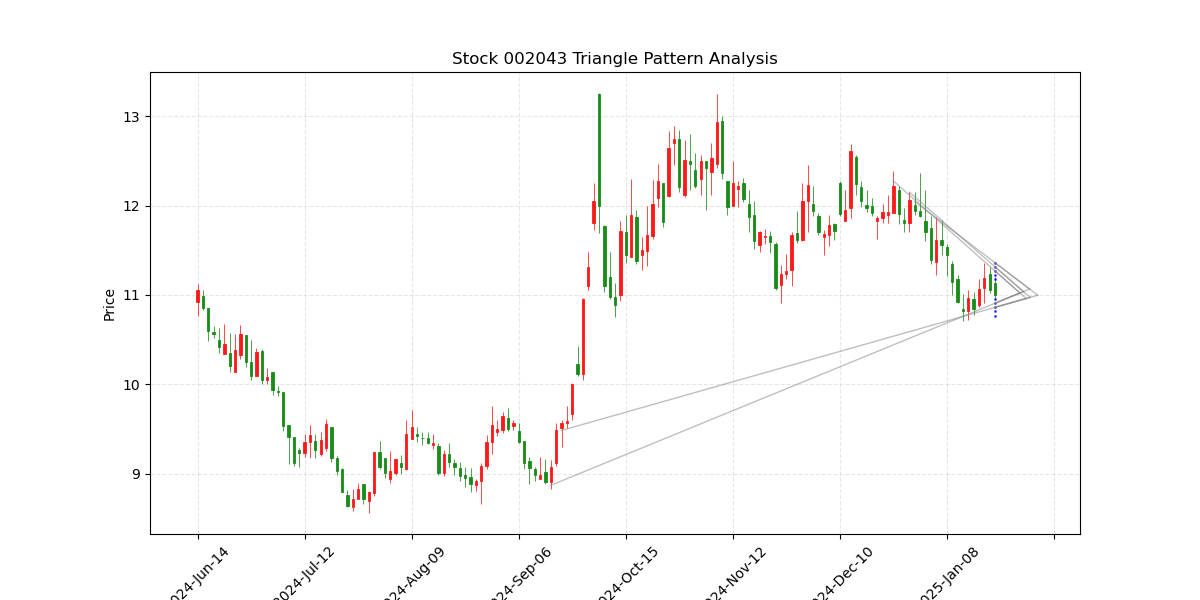 Stock 002043 Triangle Pattern Analysis
Price
13
12
11
10
9
2024-Jun-14
2024-Jul-12
2024-Aug-09
2024-Sep-06
2024-Oct-15
2024-Nov-12
2024-Dec-10
2025-Jan-08